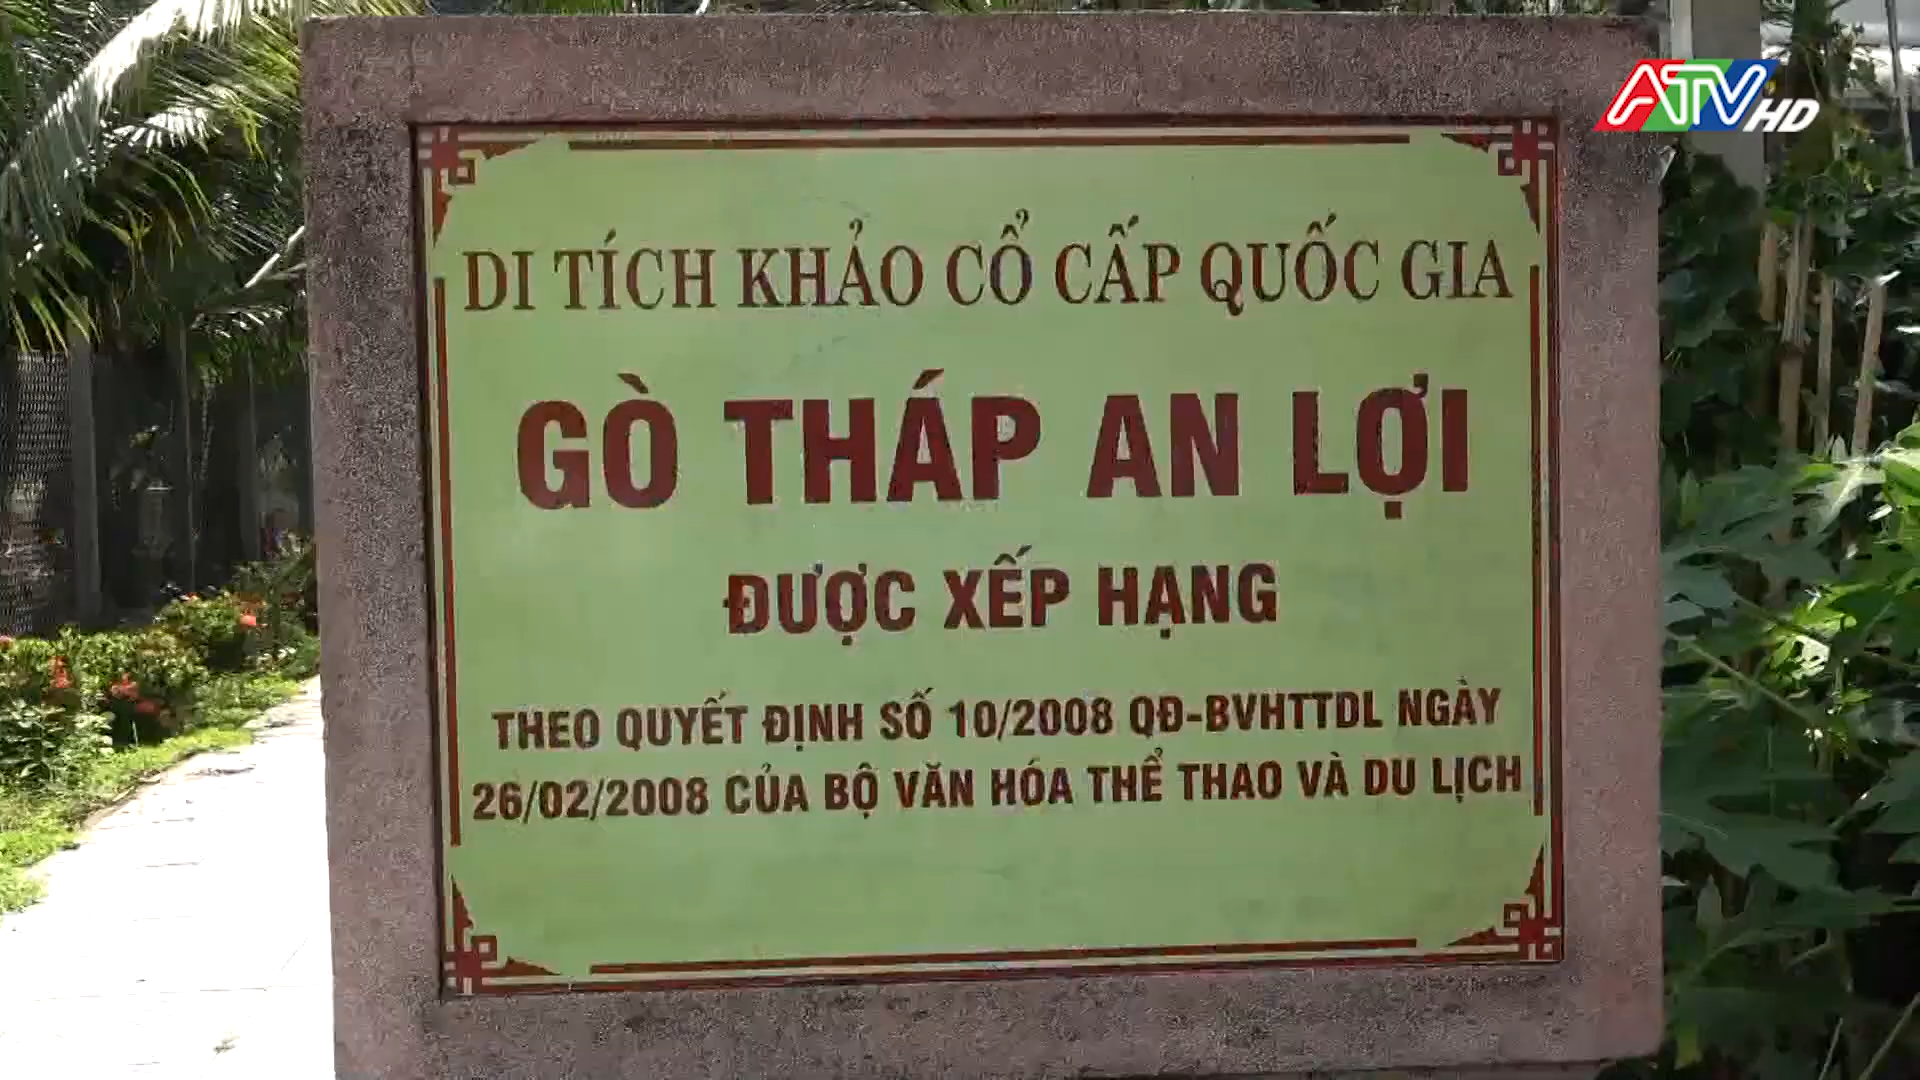 ATV HD
DI TÍCH KHẢO CỔ CẤP QUỐC GIA
GÒ THÁP AN LỢI
ĐƯỢC XẾP HẠNG
THEO QUYẾT ĐỊNH SỐ 10/2008 QĐ-BVHTTDL NGÀY
26/02/2008 CỦA BỘ VĂN HÓA THỂ THAO VÀ DU LỊCH